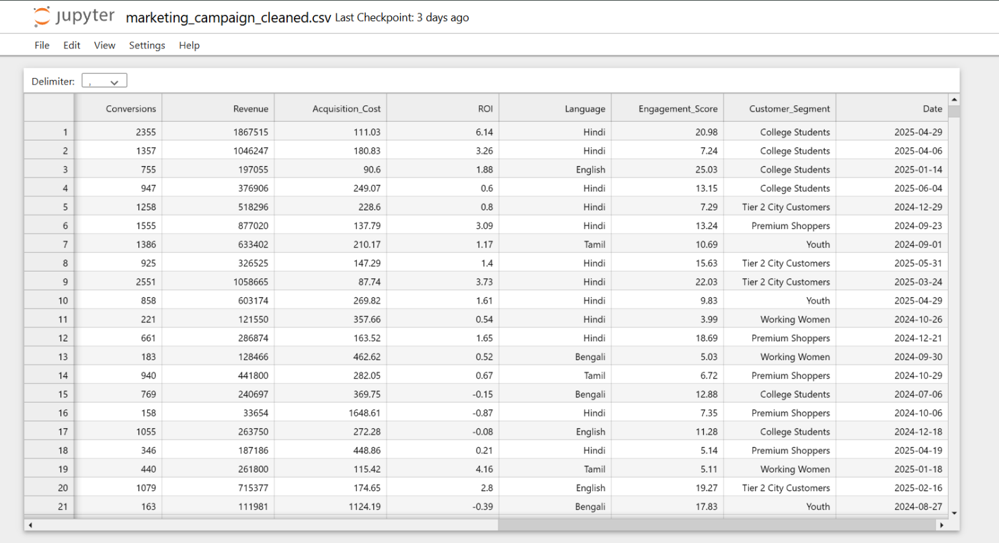 jupyter marketing_campaign_cleaned.csv Last Checkpoint: 3 days ago
File Edit View Settings Help
Delimiter: ,
Conversions Revenue Acquisition_Cost ROI Language Engagement_Score Customer_Segment Date
1 2355 1867515 111.03 6.14 Hindi 20.98 College Students 2025-04-29
2 1357 1046247 180.83 3.26 Hindi 7.24 College Students 2025-04-06
3 755 197055 90.6 1.88 English 25.03 College Students 2025-01-14
4 947 376906 249.07 0.6 Hindi 13.15 College Students 2025-06-04
5 1258 518296 228.6 0.8 Hindi 7.29 Tier 2 City Customers 2024-12-29
6 1555 877020 137.79 3.09 Hindi 13.24 Premium Shoppers 2024-09-23
7 1386 633402 210.17 1.17 Tamil 10.69 Youth 2024-09-01
8 925 326525 147.29 1.4 Hindi 15.63 Tier 2 City Customers 2025-05-31
9 2551 1058665 87.74 3.73 Hindi 22.03 Tier 2 City Customers 2025-03-24
10 858 603174 269.82 1.61 Hindi 9.83 Youth 2025-04-29
11 221 121550 357.66 0.54 Hindi 3.99 Working Women 2024-10-26
12 661 286874 163.52 1.65 Hindi 18.69 Premium Shoppers 2024-12-21
13 183 128466 462.62 0.52 Bengali 5.03 Working Women 2024-09-30
14 940 441800 282.05 0.67 Tamil 6.72 Premium Shoppers 2024-10-29
15 769 240697 369.75 -0.15 Bengali 12.88 College Students 2024-07-06
16 158 33654 1648.61 -0.87 Hindi 7.35 Premium Shoppers 2024-10-06
17 1055 263750 272.28 -0.08 English 11.28 College Students 2024-12-18
18 346 187186 448.86 0.21 Hindi 5.14 Premium Shoppers 2025-04-19
19 440 261800 115.42 4.16 Tamil 5.11 Working Women 2025-01-18
20 1079 715377 174.65 2.8 English 19.27 Tier 2 City Customers 2025-02-16
21 163 111981 1124.19 -0.39 Bengali 17.83 Youth 2024-08-27